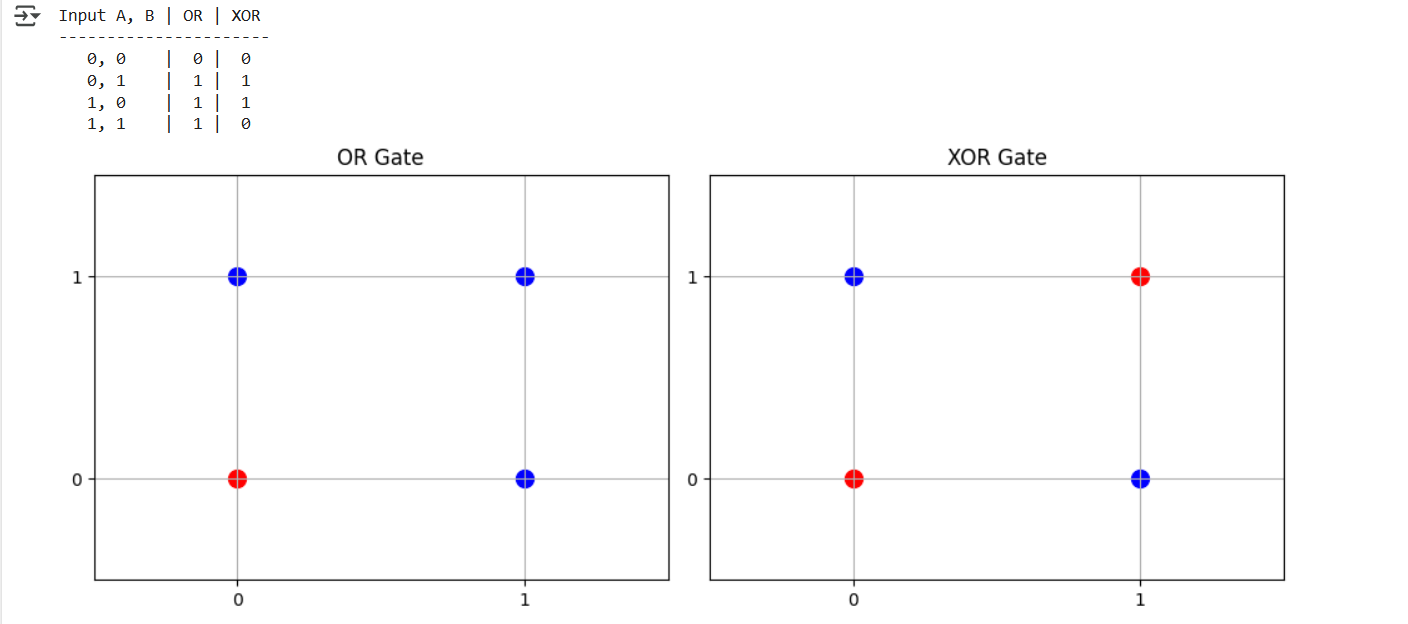 Input A, B | OR | XOR
----------------------
0, 0 | 0 | 0
0, 1 | 1 | 1
1, 0 | 1 | 1
1, 1 | 1 | 0
OR Gate
1
0
0 1
XOR Gate
1
0
0 1